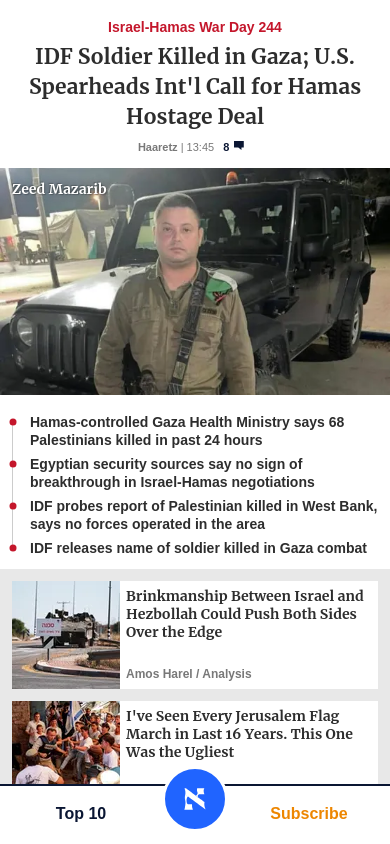 Israel-Hamas War Day 244
IDF Soldier Killed in Gaza; U.S.
Spearheads Int'l Call for Hamas
Hostage Deal
Haaretz | 13:45 8
Zeed Mazarib
Hamas-controlled Gaza Health Ministry says 68
Palestinians killed in past 24 hours
Egyptian security sources say no sign of
breakthrough in Israel-Hamas negotiations
IDF probes report of Palestinian killed in West Bank,
says no forces operated in the area
IDF releases name of soldier killed in Gaza combat
Brinkmanship Between Israel and
Hezbollah Could Push Both Sides
Over the Edge
Amos Harel / Analysis
I've Seen Every Jerusalem Flag
March in Last 16 Years. This One
Was the Ugliest
Top 10
Subscribe